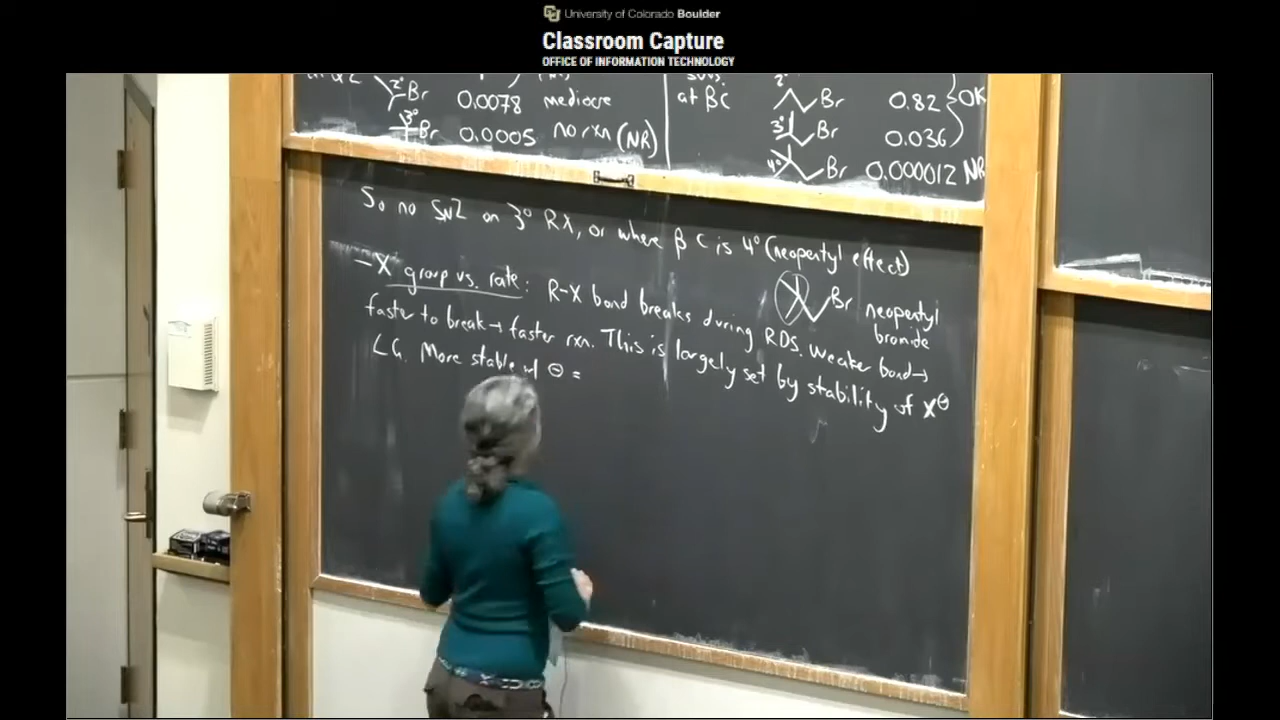 University of Colorado Boulder
Classroom Capture
OFFICE OF INFORMATION TECHNOLOGY
2° Br 0.0078 mediocre
3° Br 0.0005 no rxn (NR)
at βC
2° Br 0.82 OK
3° Br 0.036
4° Br 0.000012 NR
So no SN2 on 3° RX, or where β C is 4° (neopentyl effect)
-X group vs. rate: R-X bond breaks during RDS. Weaker bond→
Br neopentyl
bromide
faster to break→ faster rxn. This is largely set by stability of X⊖
LG. More stable w/ ⊖ =